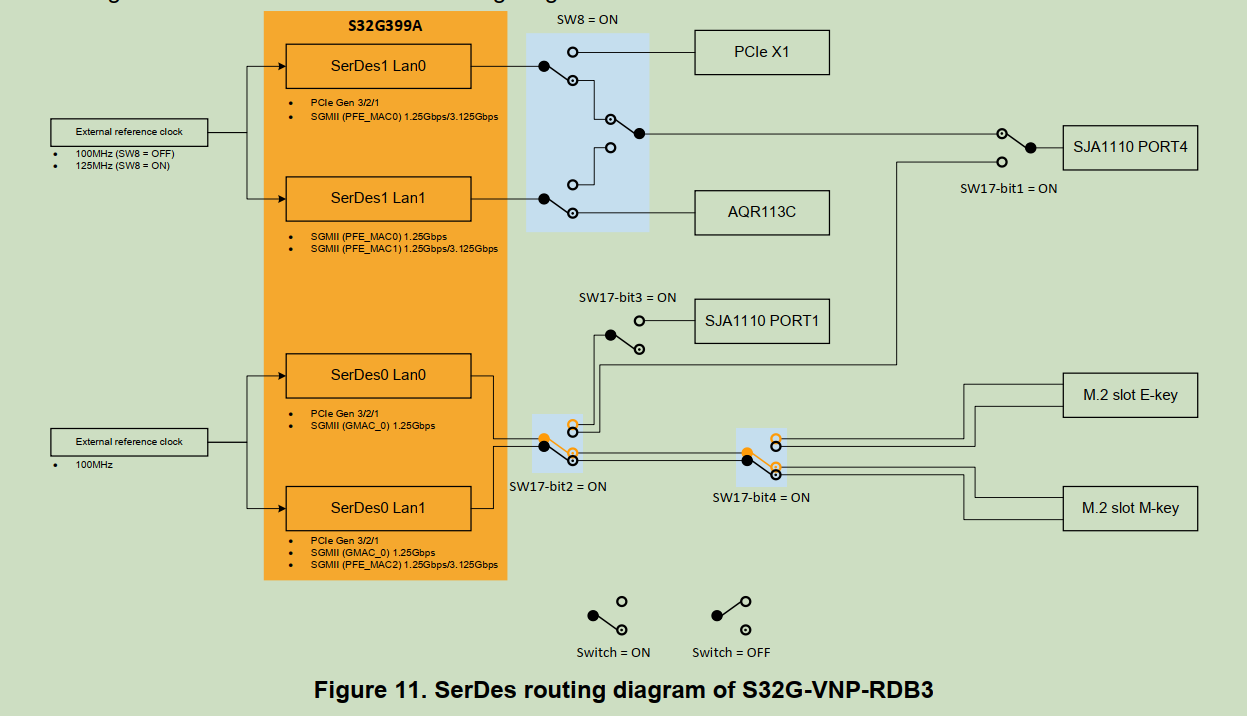 S32G399A
SW8 = ON
SerDes1 Lan0
PCIe X1
PCIe Gen 3/2/1
SGMII (PFE_MAC0) 1.25Gbps/3.125Gbps
External reference clock
100MHz (SW8 = OFF)
125MHz (SW8 = ON)
SJA1110 PORT4
SW17-bit1 = ON
SerDes1 Lan1
AQR113C
SGMII (PFE_MAC0) 1.25Gbps
SGMII (PFE_MAC1) 1.25Gbps/3.125Gbps
SW17-bit3 = ON
SJA1110 PORT1
SerDes0 Lan0
PCIe Gen 3/2/1
SGMII (GMAC_0) 1.25Gbps
M.2 slot E-key
External reference clock
100MHz
SW17-bit2 = ON
SW17-bit4 = ON
SerDes0 Lan1
M.2 slot M-key
PCIe Gen 3/2/1
SGMII (GMAC_0) 1.25Gbps
SGMII (PFE_MAC2) 1.25Gbps/3.125Gbps
Switch = ON
Switch = OFF
Figure 11. SerDes routing diagram of S32G-VNP-RDB3